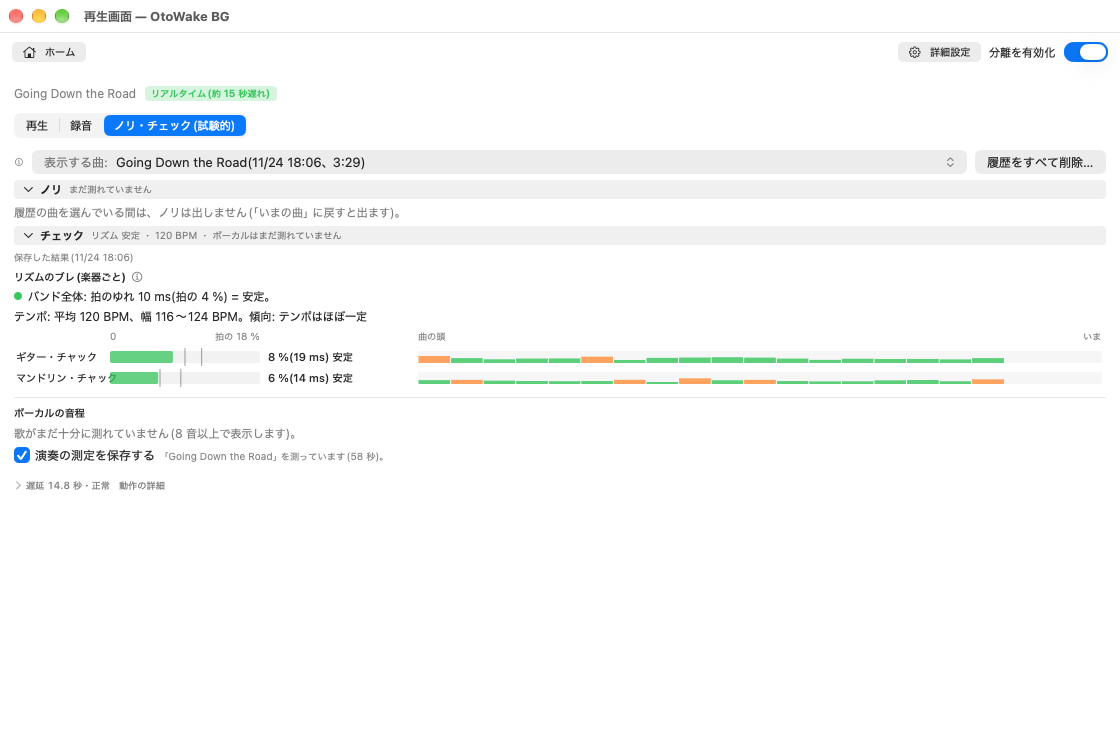 再生画面 — OtoWake BG
ホーム
詳細設定
分離を有効化
Going Down the Road
リアルタイム(約 15 秒遅れ)
再生
録音
ノリ・チェック(試験的)
表示する曲: Going Down the Road(11/24 18:06、3:29)
履歴をすべて削除...
ノリ まだ測れていません
履歴の曲を選んでいる間は、ノリは出しません(「いまの曲」に戻すと出ます)。
チェック リズム 安定 ・ 120 BPM ・ ボーカルはまだ測れていません
保存した結果(11/24 18:06)
リズムのブレ(楽器ごと)
バンド全体: 拍のゆれ 10 ms(拍の 4 %) = 安定。
テンポ: 平均 120 BPM、幅 116〜124 BPM。傾向: テンポはほぼ一定
0 拍の 18 % 曲の頭 いま
ギター・チャック 8 %(19 ms) 安定
マンドリン・チャック 6 %(14 ms) 安定
ボーカルの音程
歌がまだ十分に測れていません(8 音以上で表示します)。
演奏の測定を保存する 「Going Down the Road」を測っています(58 秒)。
遅延 14.8 秒・正常 動作の詳細